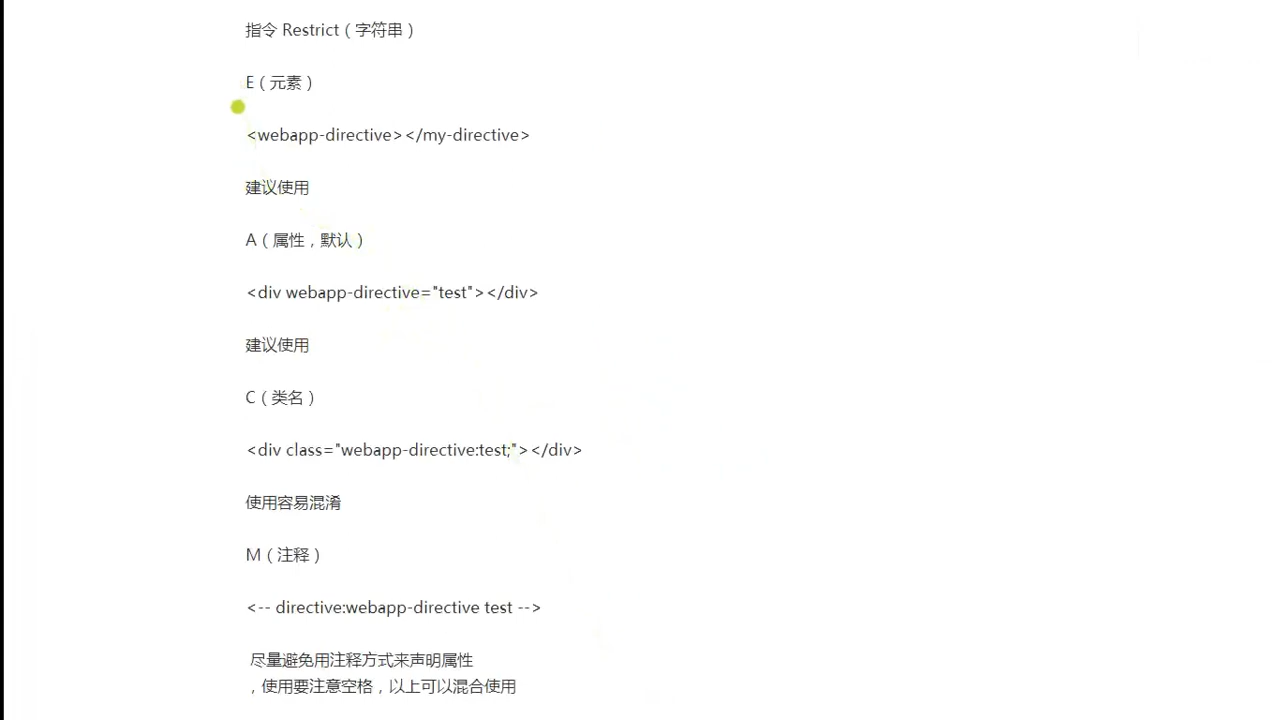 指令 Restrict（字符串）
E（元素）
<webapp-directive></my-directive>
建议使用
A（属性，默认）
<div webapp-directive="test"></div>
建议使用
C（类名）
<div class="webapp-directive:test;"></div>
使用容易混淆
M（注释）
<-- directive:webapp-directive test -->
尽量避免用注释方式来声明属性
，使用要注意空格，以上可以混合使用